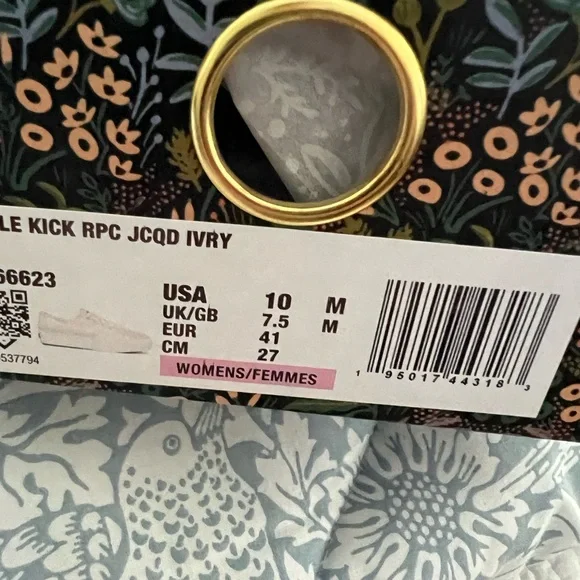 LE KICK RPC JCQD IVRY
66623
USA 10 M
UK/GB 7.5 M
EUR 41
CM 27
WOMENS/FEMMES
537794
1 95017 44318 3